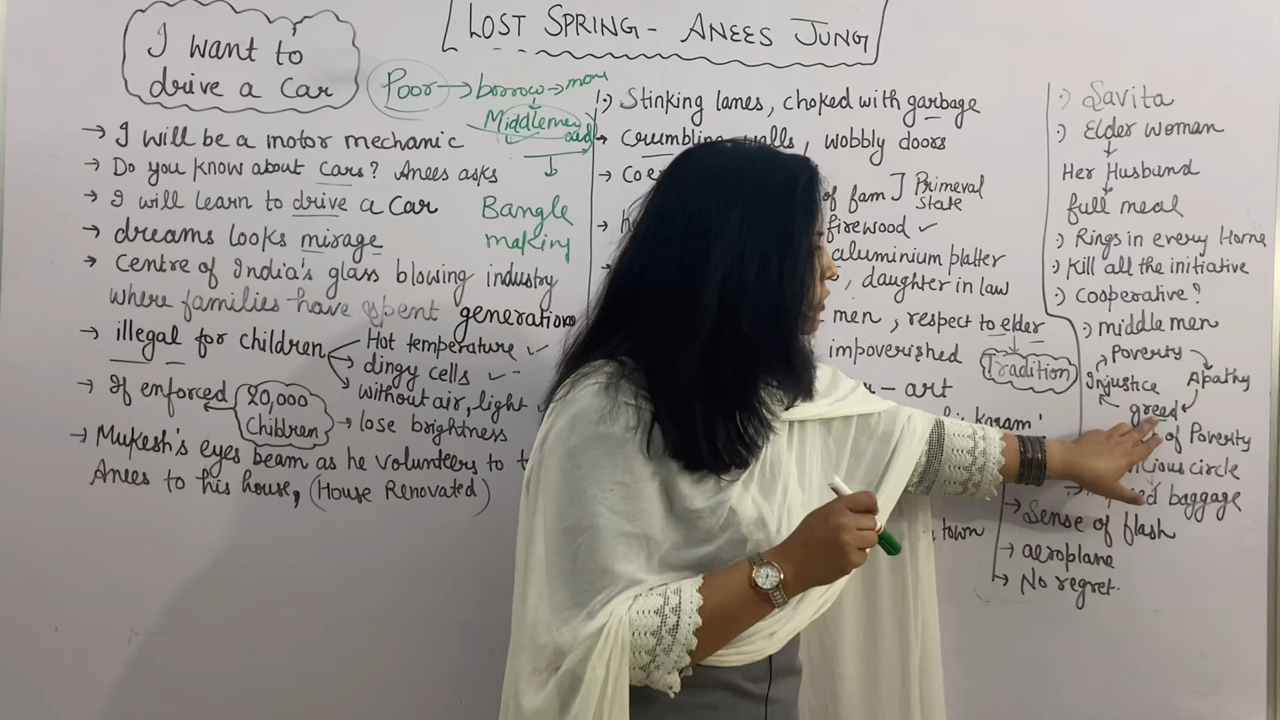 LOST SPRING - ANEES JUNG
I want to
drive a Car
→ I will be a motor mechanic
→ Do you know about cars? Anees asks
→ I will learn to drive a Car
→ dreams looks mirage
→ centre of India's glass blowing industry
where families have spent generations
→ illegal for children
Hot temperature ✓
dingy cells ✓
without air, light
→ lose brightness
→ If enforced
20,000
Children
→ Mukesh's eyes beam as he volunteers to t
Anees to his house, (House Renovated)
Poor → borrow → more
Middlemen
Bangle
making
:) Stinking lanes, choked with garbage
→ crumbling walls, wobbly doors
→ co
of fam ] Primeval
State
firewood ✓
aluminium platter
, daughter in law
men, respect to elder
Tradition
impoverished
- art
karam'
town
:) Savita
:) Elder woman
Her Husband
full meal
:) Rings in every Home
:) Kill all the initiative
:) Cooperative?
:) middle men
Poverty
Injustice
Apathy
greed
of Poverty
circle
baggage
→ Sense of flash
→ aeroplane
→ No regret.